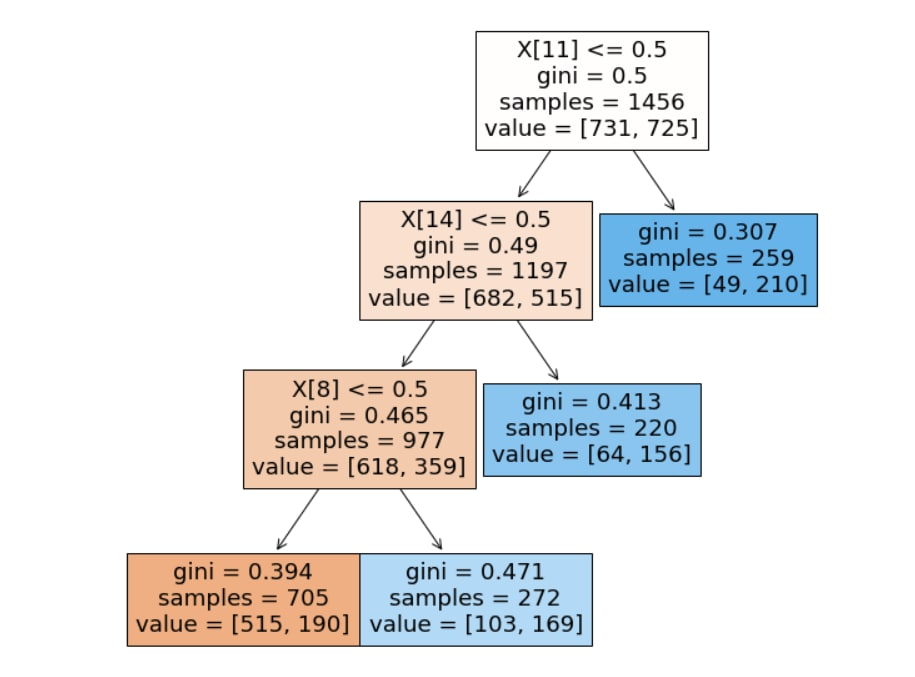 X[11] <= 0.5
gini = 0.5
samples = 1456
value = [731, 725]
X[14] <= 0.5
gini = 0.49
samples = 1197
value = [682, 515]
gini = 0.307
samples = 259
value = [49, 210]
X[8] <= 0.5
gini = 0.465
samples = 977
value = [618, 359]
gini = 0.413
samples = 220
value = [64, 156]
gini = 0.394
samples = 705
value = [515, 190]
gini = 0.471
samples = 272
value = [103, 169]